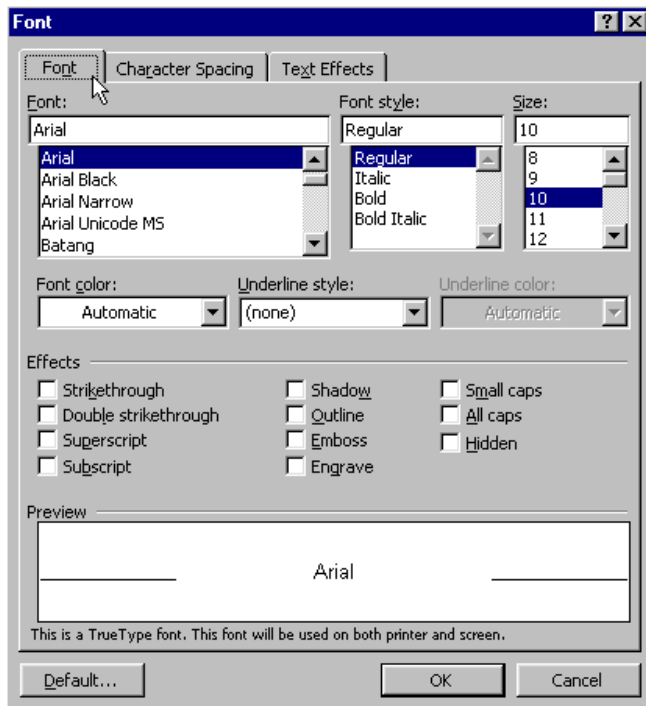 Font
Font Character Spacing Text Effects
Font: Font style: Size:
Arial Regular 10
Arial Regular 8
Arial Black Italic 9
Arial Narrow Bold 10
Arial Unicode MS Bold Italic 11
Batang 12
Font color: Underline style: Underline color:
Automatic (none) Automatic
Effects
Strikethrough Shadow Small caps
Double strikethrough Outline All caps
Superscript Emboss Hidden
Subscript Engrave
Preview
Arial
This is a TrueType font. This font will be used on both printer and screen.
Default... OK Cancel